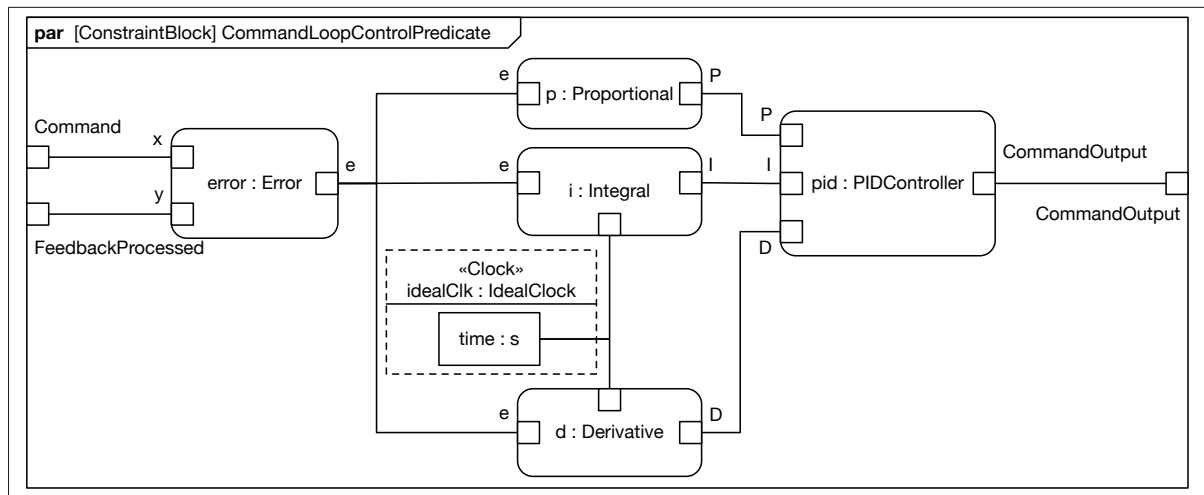 par [ConstraintBlock] CommandLoopControlPredicate
e
P
p : Proportional
Command
x
P
error : Error
e
e
I
I
CommandOutput
i : Integral
pid : PIDController
y
CommandOutput
FeedbackProcessed
D
«Clock»
idealClk : IdealClock
time : s
e
D
d : Derivative